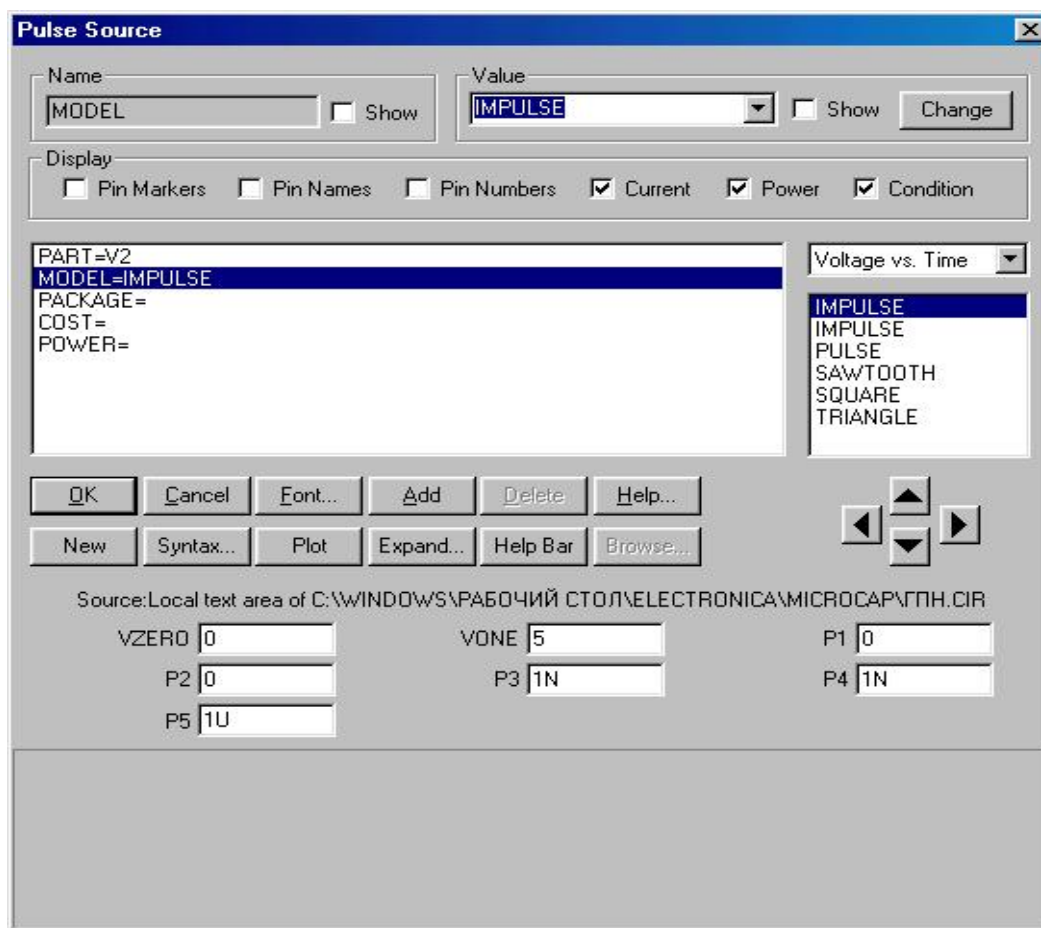 Pulse Source
Name
MODEL
Show
Value
IMPULSE
Show
Change
Display
Pin Markers
Pin Names
Pin Numbers
Current
Power
Condition
PART=V2
MODEL=IMPULSE
PACKAGE=
COST=
POWER=
Voltage vs. Time
IMPULSE
IMPULSE
PULSE
SAWTOOTH
SQUARE
TRIANGLE
OK
Cancel
Font...
Add
Delete
Help...
New
Syntax...
Plot
Expand...
Help Bar
Browse...
Source:Local text area of C:\WINDOWS\РАБОЧИЙ СТОЛ\ELECTRONICA\MICROCAP\ГПН.CIR
VZERO 0
VONE 5
P1 0
P2 0
P3 1N
P4 1N
P5 1U